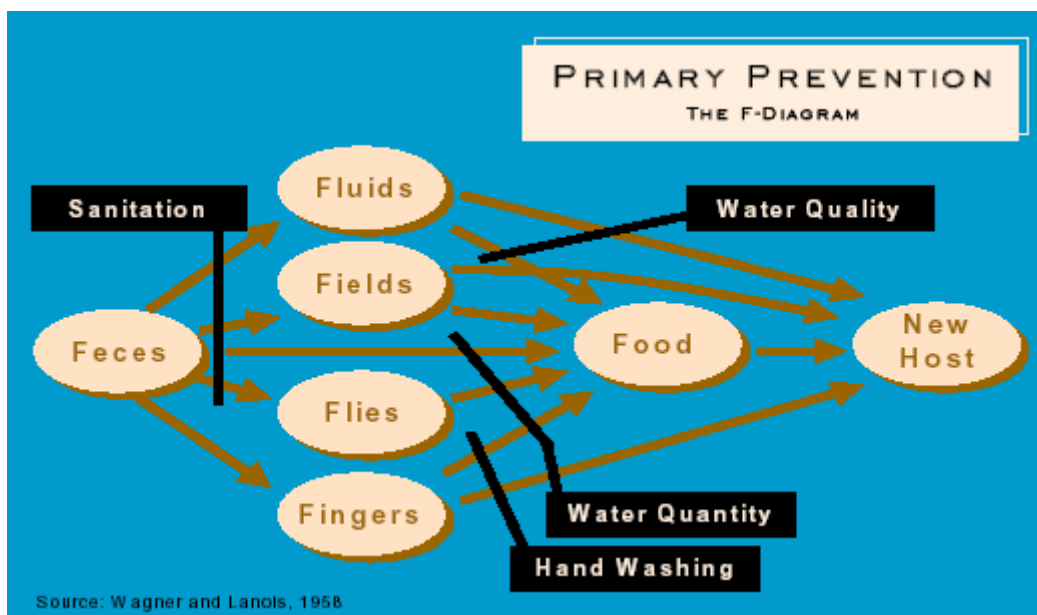 PRIMARY PREVENTION
THE F-DIAGRAM
Sanitation
Fluids
Water Quality
Fields
Feces
Food
New
Host
Flies
Fingers
Water Quantity
Hand Washing
Source: Wagner and Lanois, 1958